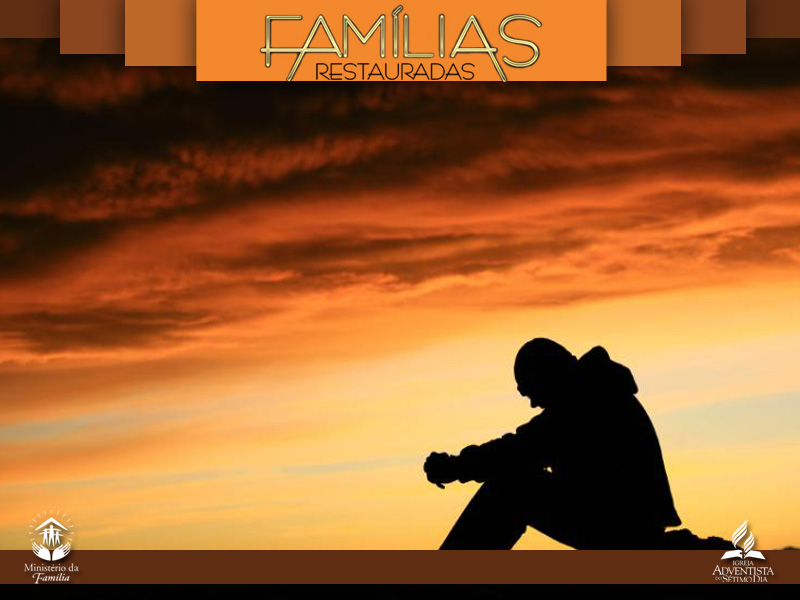 FAMÍLIAS
RESTAURADAS
Ministério da
Família
IGREJA
ADVENTISTA
DO SÉTIMO DIA